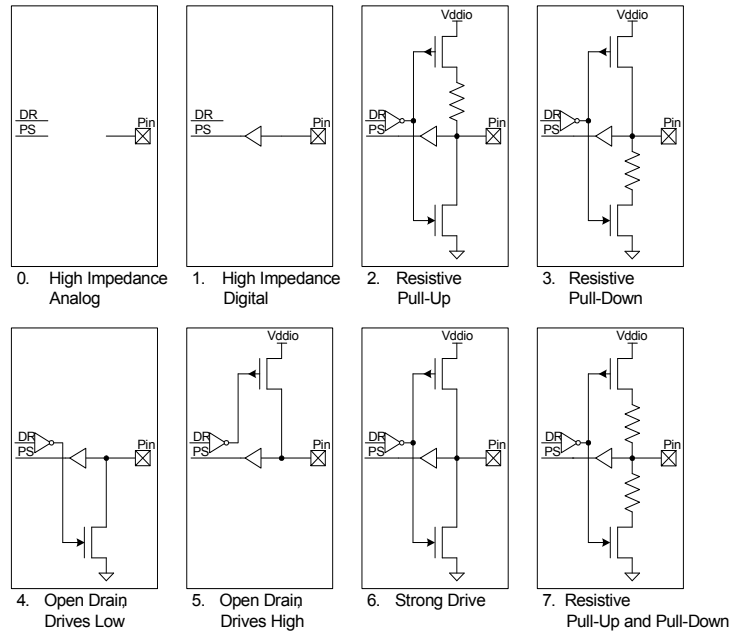 Vddio
Vddio
DR
PS
Pin
DR
PS
Pin
DR
PS
Pin
DR
PS
Pin
0. High Impedance
Analog
1. High Impedance
Digital
2. Resistive
Pull-Up
3. Resistive
Pull-Down
Vddio
Vddio
Vddio
DR
PS
Pin
DR
PS
Pin
DR
PS
Pin
DR
PS
Pin
4. Open Drain,
Drives Low
5. Open Drain,
Drives High
6. Strong Drive
7. Resistive
Pull-Up and Pull-Down